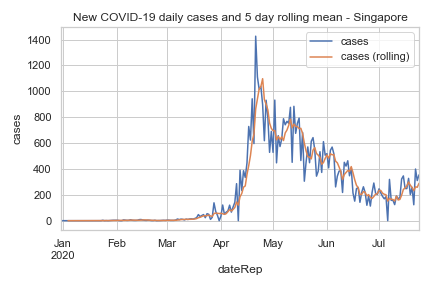 New COVID-19 daily cases and 5 day rolling mean - Singapore
cases
cases (rolling)
1400
1200
1000
800
600
400
200
0
cases
Jan
2020
Feb
Mar
Apr
May
Jun
Jul
dateRep